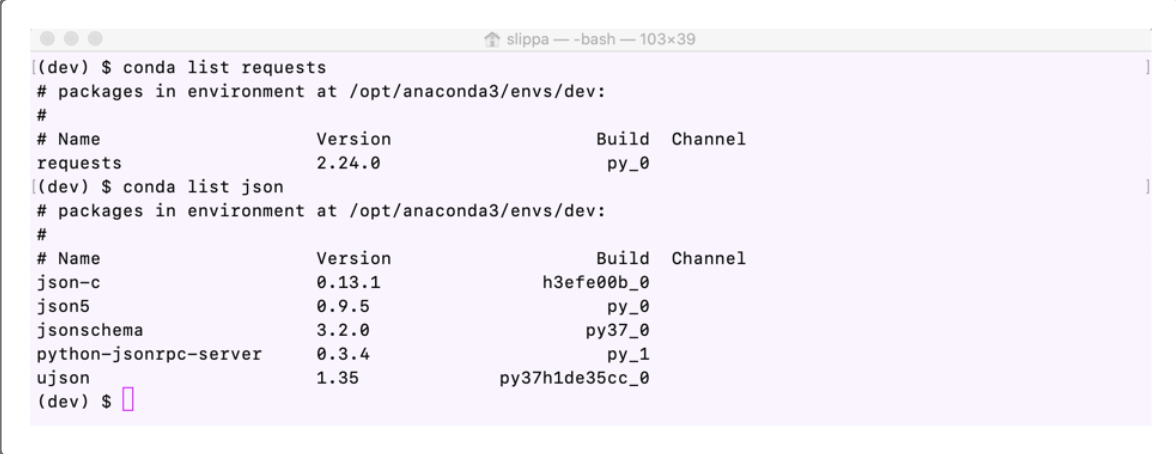 slippa — -bash — 103×39
[(dev) $ conda list requests ]
# packages in environment at /opt/anaconda3/envs/dev:
#
# Name                    Version                   Build  Channel
requests                  2.24.0                     py_0
[(dev) $ conda list json ]
# packages in environment at /opt/anaconda3/envs/dev:
#
# Name                    Version                   Build  Channel
json-c                    0.13.1               h3efe00b_0
json5                     0.9.5                      py_0
jsonschema                3.2.0                    py37_0
python-jsonrpc-server     0.3.4                      py_1
ujson                     1.35             py37h1de35cc_0
(dev) $